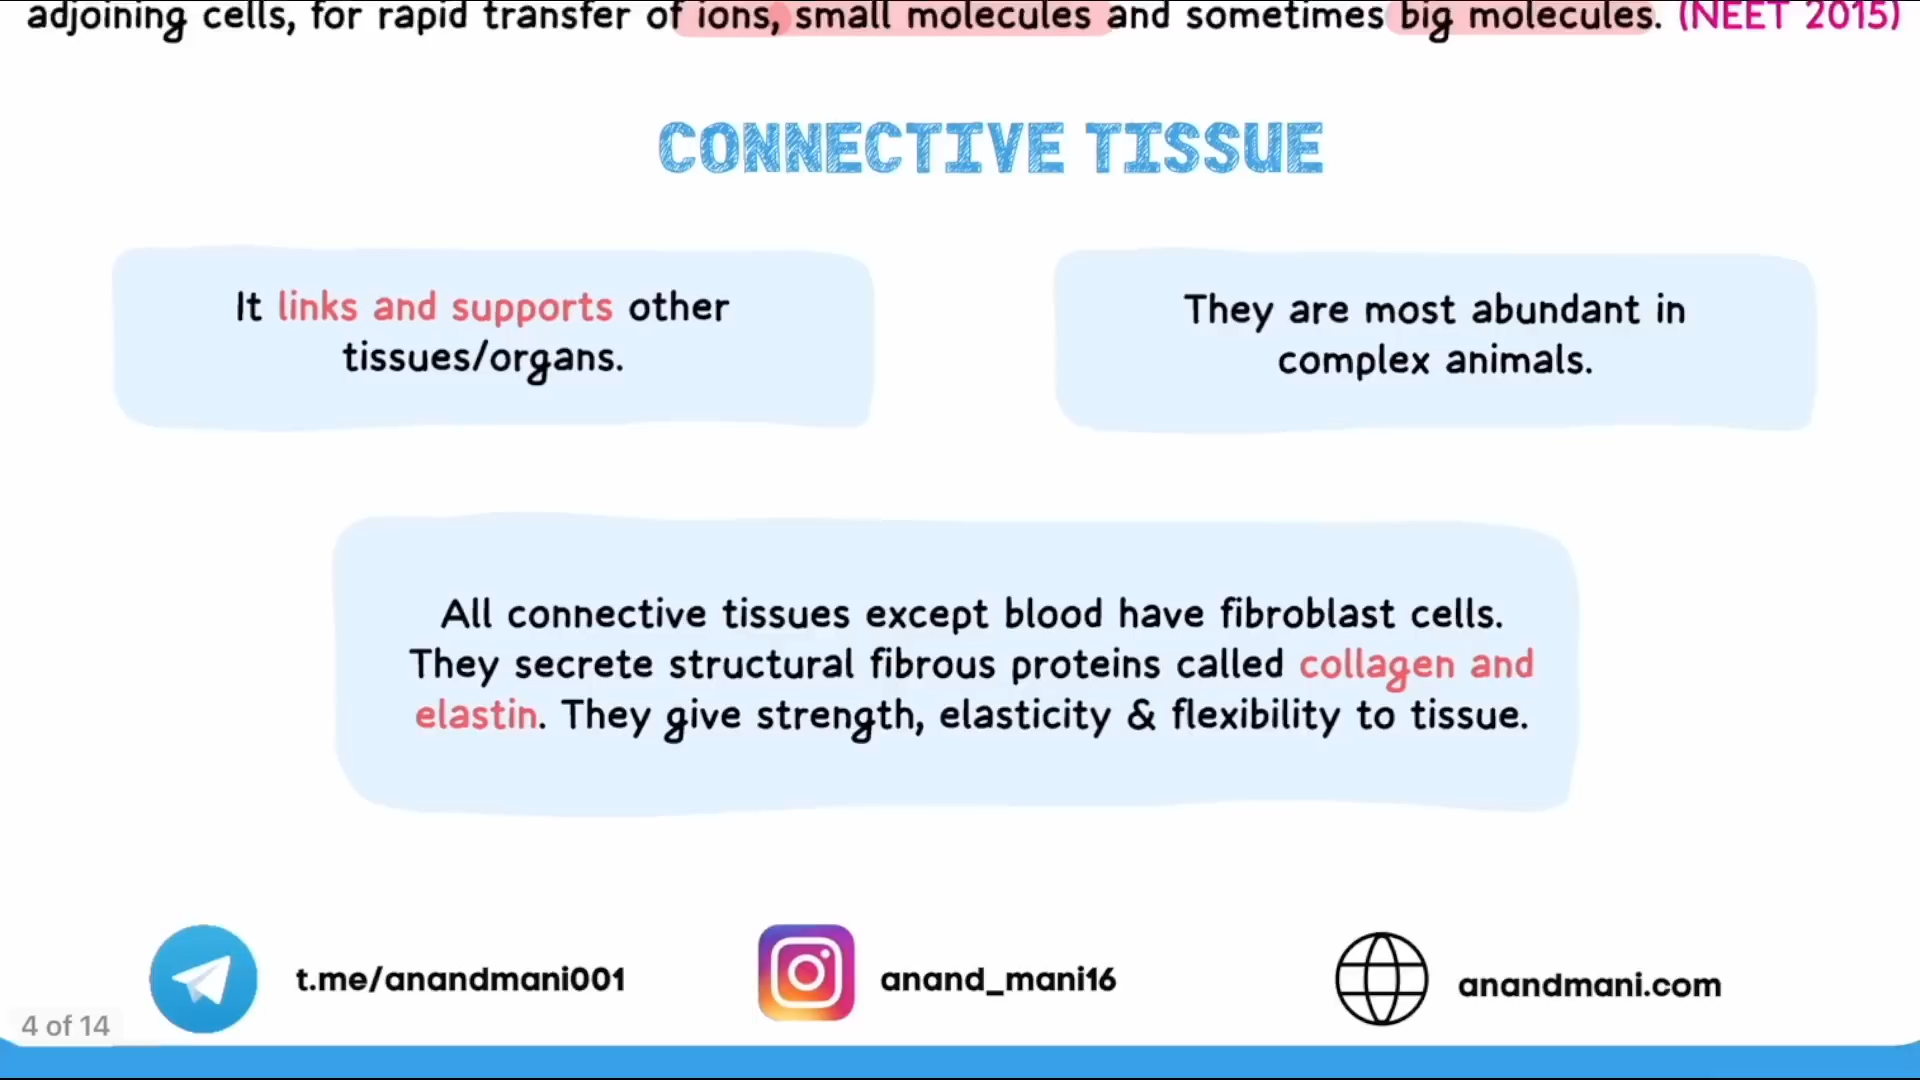 adjoining cells, for rapid transfer of ions, small molecules and sometimes big molecules. (NEET 2015)
CONNECTIVE TISSUE
It links and supports other
tissues/organs.
They are most abundant in
complex animals.
All connective tissues except blood have fibroblast cells.
They secrete structural fibrous proteins called collagen and
elastin. They give strength, elasticity & flexibility to tissue.
t.me/anandmani001
anand_mani16
anandmani.com
4 of 14